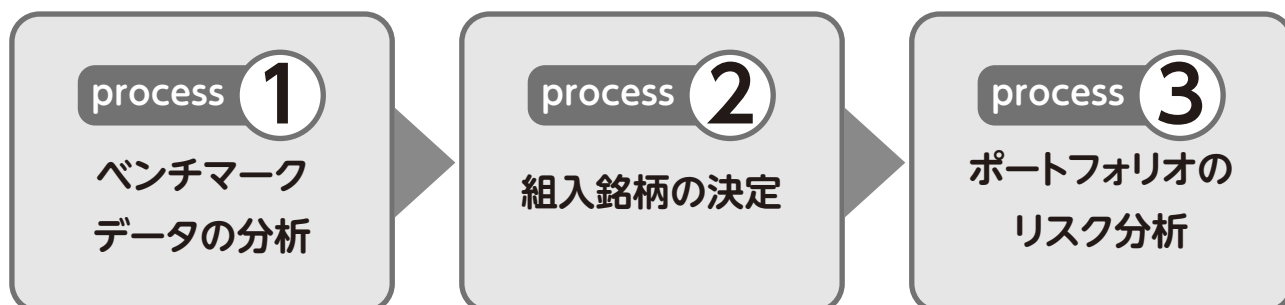 process 1
ベンチマーク
データの分析
process 2
組入銘柄の決定
process 3
ポートフォリオの
リスク分析